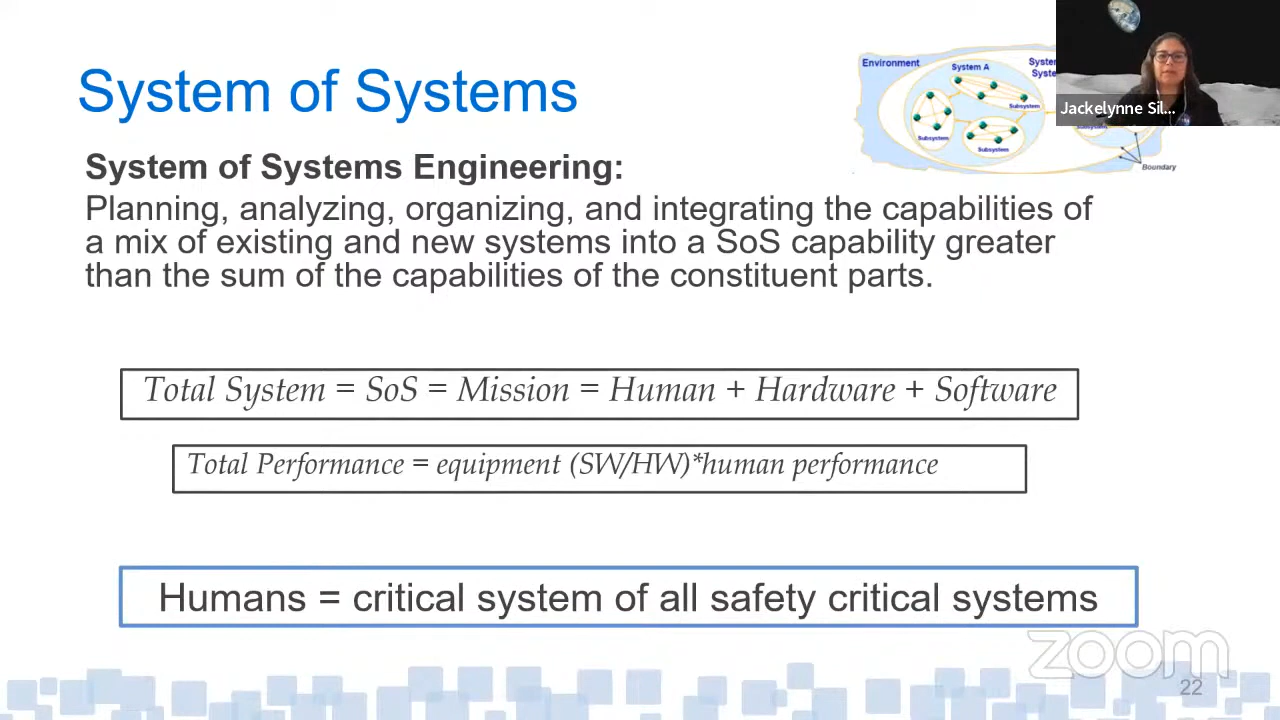 System of Systems
Environment
System A
System
Syste
Subsystem
Subsystem
Subsystem
Boundary
Jackelynne Sil...
System of Systems Engineering:
Planning, analyzing, organizing, and integrating the capabilities of
a mix of existing and new systems into a SoS capability greater
than the sum of the capabilities of the constituent parts.
Total System = SoS = Mission = Human + Hardware + Software
Total Performance = equipment (SW/HW)*human performance
Humans = critical system of all safety critical systems
zoom
22